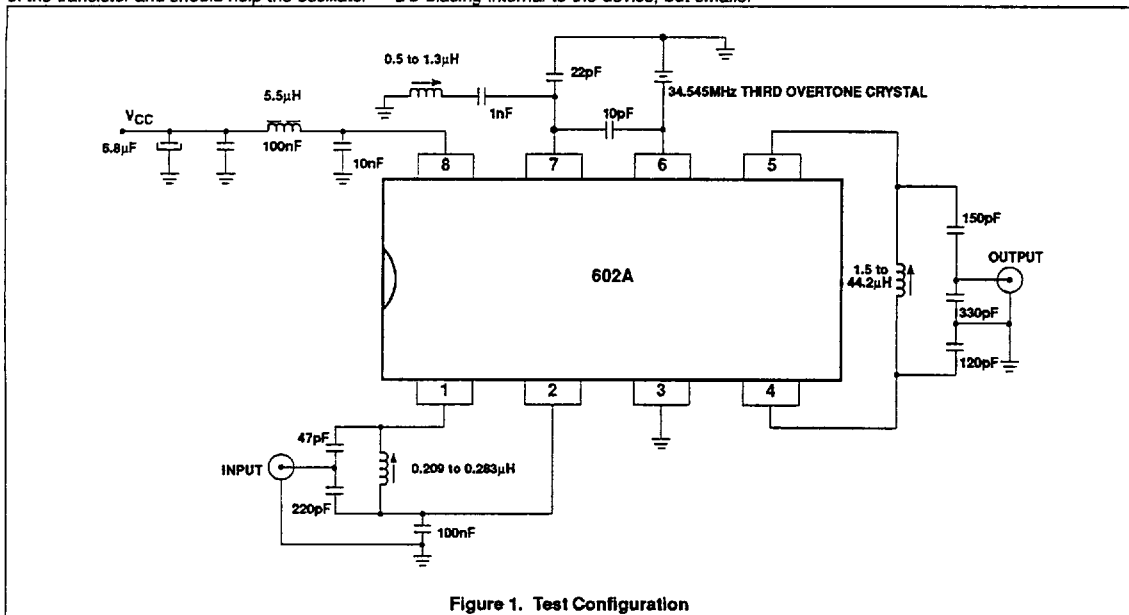 of the transistor and should help the oscillator
DC biasing internal to the device, but smaller
0.5 to 1.3μH
22pF
34.545MHz THIRD OVERTONE CRYSTAL
5.5μH
1nF
10pF
VCC
6.8μF
100nF
10nF
8
7
6
5
150pF
602A
1.5 to
44.2μH
OUTPUT
330pF
120pF
1
2
3
4
47pF
INPUT
0.209 to 0.283μH
220pF
100nF
Figure 1. Test Configuration